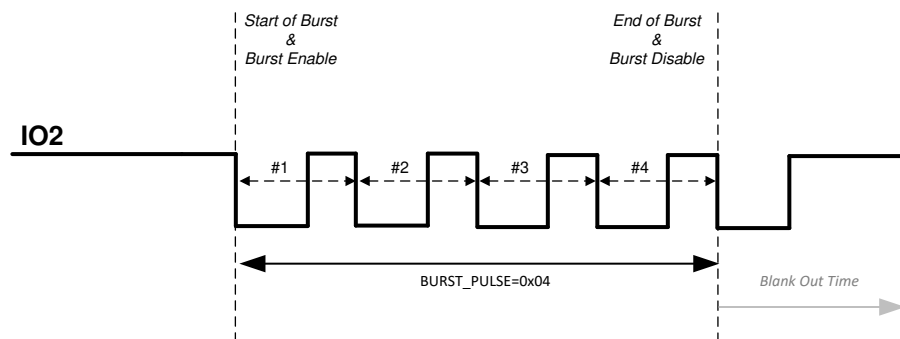 Start of Burst
&
Burst Enable
End of Burst
&
Burst Disable
IO2
#1
#2
#3
#4
BURST_PULSE=0x04
Blank Out Time